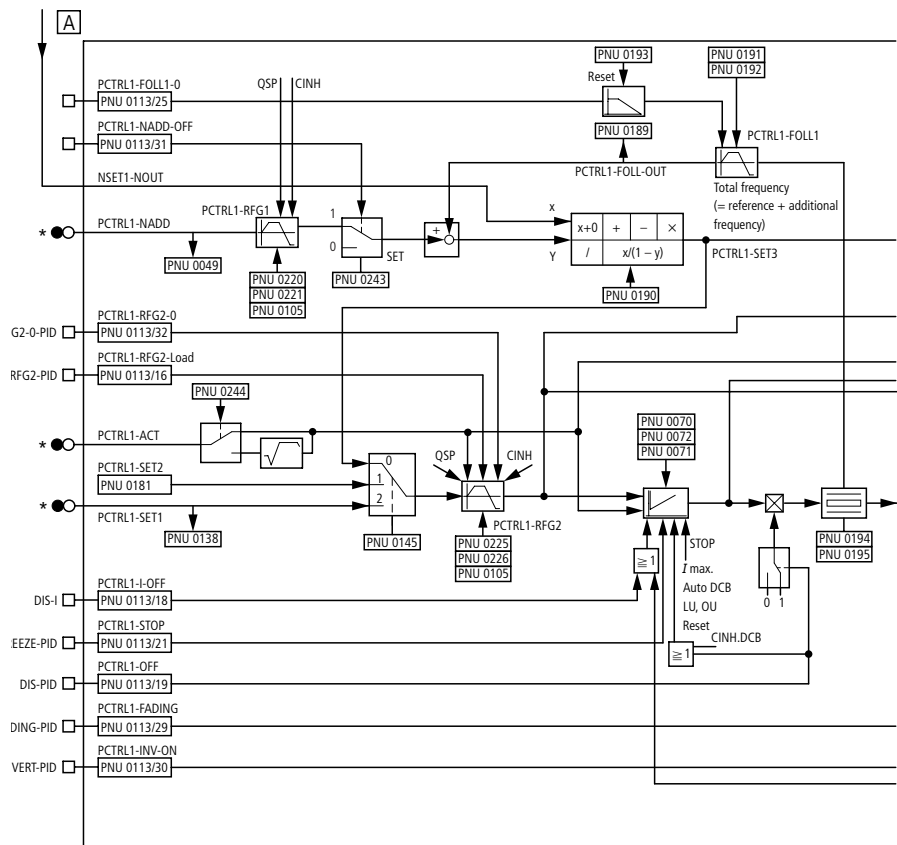 A
PNU 0193
PNU 0191
PNU 0192
Reset
PCTRL1-FOLL1-0
QSP
CINH
PNU 0113/25
PCTRL1-NADD-OFF
PNU 0189
PCTRL1-FOLL1
PNU 0113/31
PCTRL1-FOLL-OUT
NSET1-NOUT
Total frequency
(= reference + additional
frequency)
PCTRL1-RFG1
1
x
* PCTRL1-NADD
x+0 + − ×
+
0
SET
Y
/ x/(1 − y)
PCTRL1-SET3
PNU 0049
PNU 0220
PNU 0221
PNU 0105
PNU 0243
PNU 0190
PCTRL1-RFG2-0
G2-0-PID
PNU 0113/32
PCTRL1-RFG2-Load
RFG2-PID
PNU 0113/16
PNU 0244
PNU 0070
PNU 0072
PNU 0071
* PCTRL1-ACT
QSP
CINH
0
PCTRL1-SET2
PNU 0181
1
2
* PCTRL1-SET1
PCTRL1-RFG2
PNU 0138
PNU 0145
PNU 0225
PNU 0226
PNU 0105
PNU 0194
PNU 0195
STOP
I max.
Auto DCB
LU, OU
Reset
≧ 1
0 1
PCTRL1-I-OFF
DIS-I
PNU 0113/18
PCTRL1-STOP
EEZE-PID
PNU 0113/21
CINH.DCB
≧ 1
PCTRL1-OFF
DIS-PID
PNU 0113/19
PCTRL1-FADING
DING-PID
PNU 0113/29
PCTRL1-INV-ON
VERT-PID
PNU 0113/30